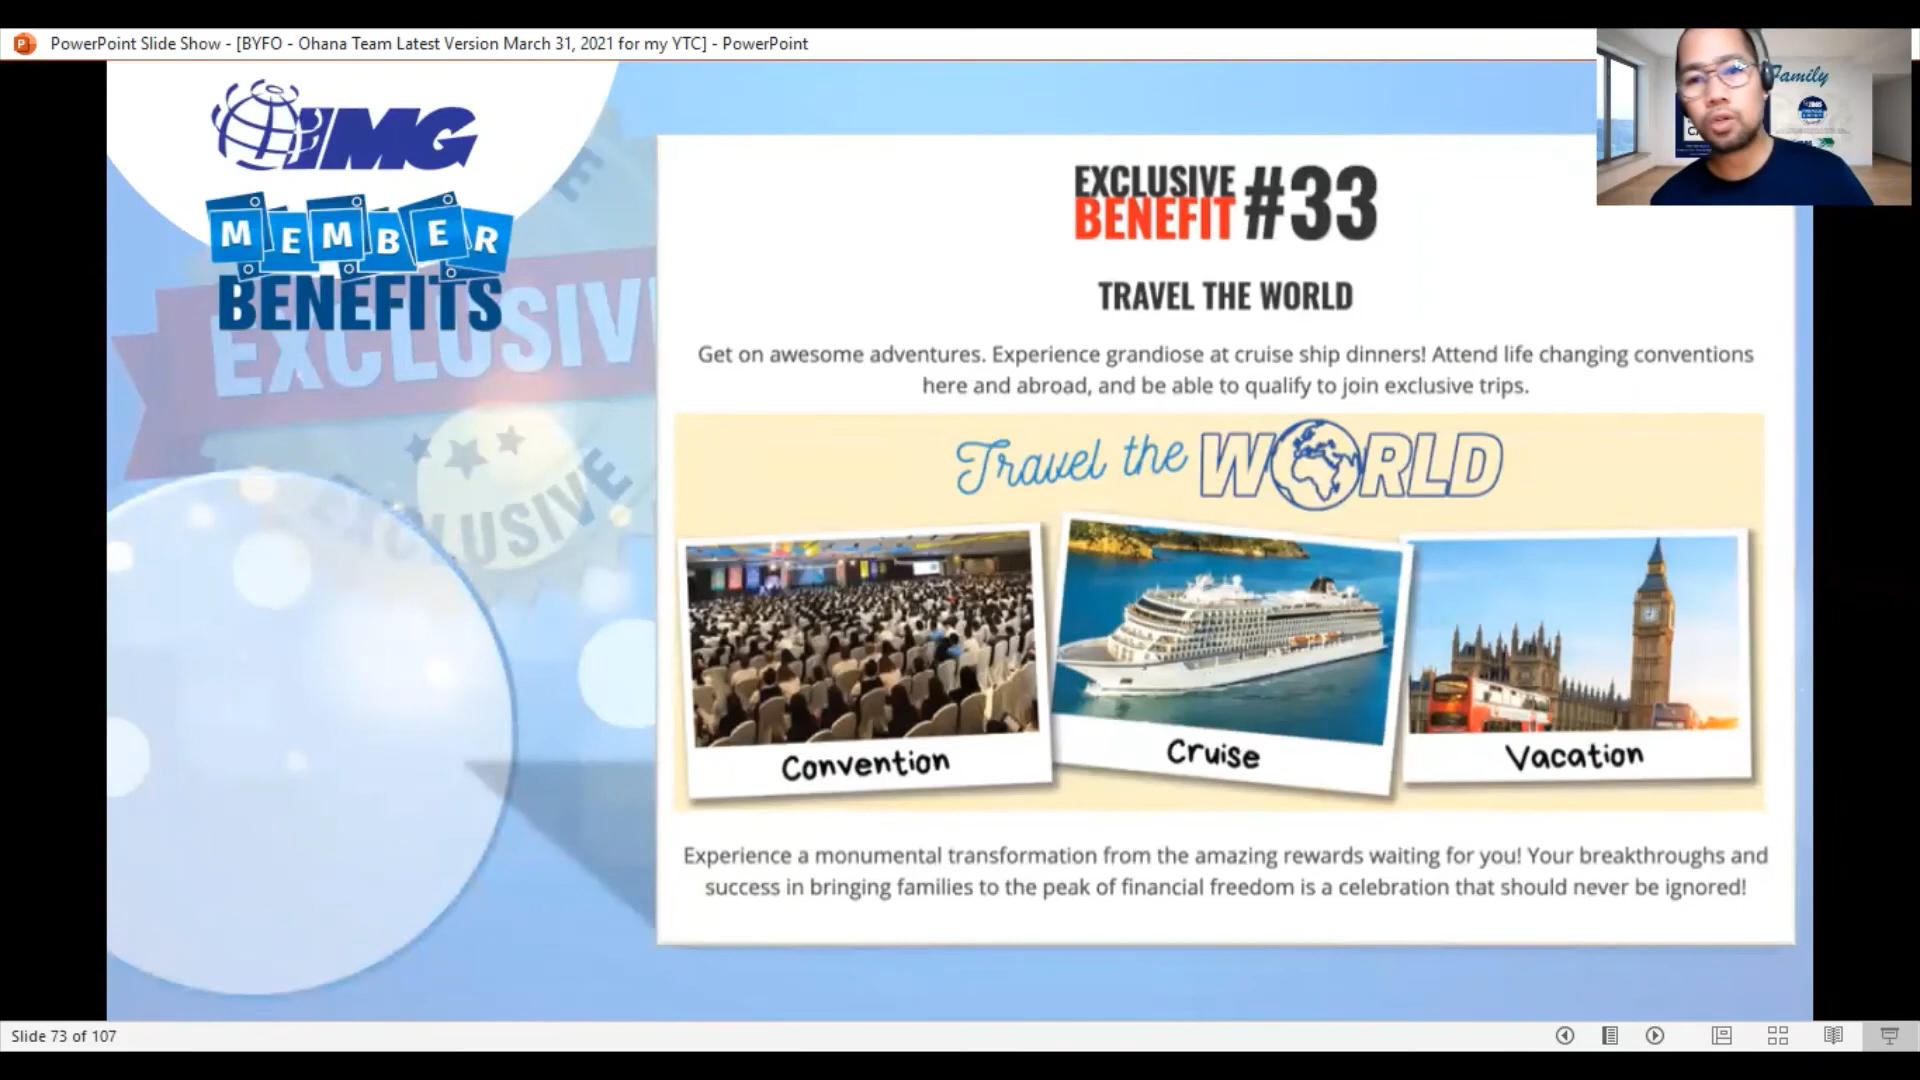 PowerPoint Slide Show - [BYFO - Ohana Team Latest Version March 31, 2021 for my YTC] - PowerPoint
Family
IMG
MEMBER
BENEFITS
EXCLUSIV
EXCLUSIVE
EXCLUSIVE
BENEFIT #33
TRAVEL THE WORLD
Get on awesome adventures. Experience grandiose at cruise ship dinners! Attend life changing conventions
here and abroad, and be able to qualify to join exclusive trips.
Travel the WORLD
Convention
Cruise
Vacation
Experience a monumental transformation from the amazing rewards waiting for you! Your breakthroughs and
success in bringing families to the peak of financial freedom is a celebration that should never be ignored!
Slide 73 of 107